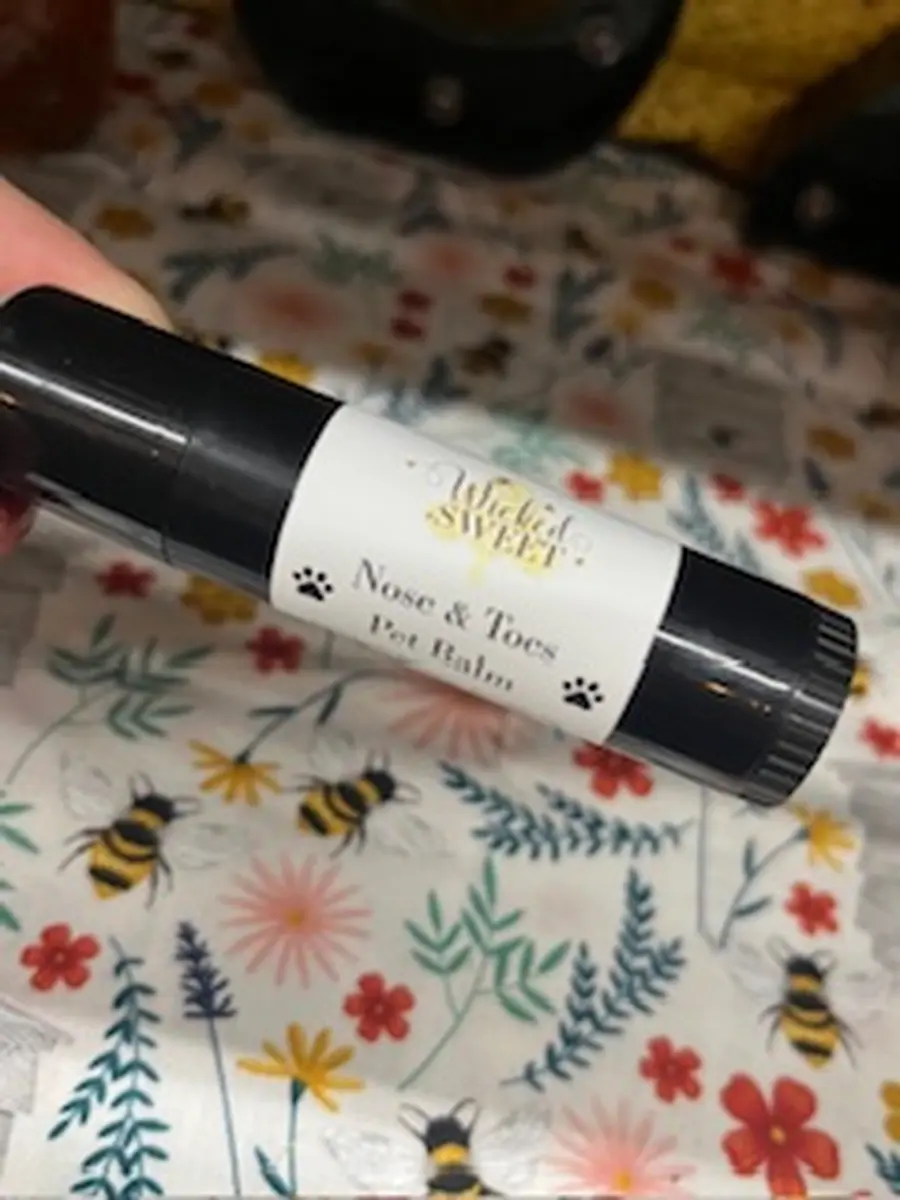 Wicked
SWEET
Nose & Toes
Pet Balm